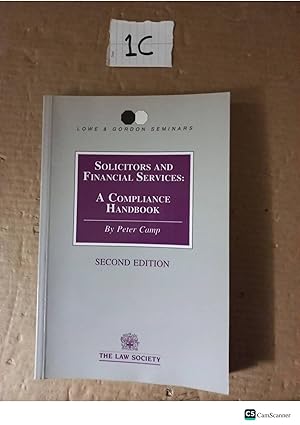 1C
LOWE & GORDON SEMINARS
SOLICITORS AND
FINANCIAL SERVICES:
A COMPLIANCE
HANDBOOK
By Peter Camp
SECOND EDITION
THE LAW SOCIETY
CS CamScanner